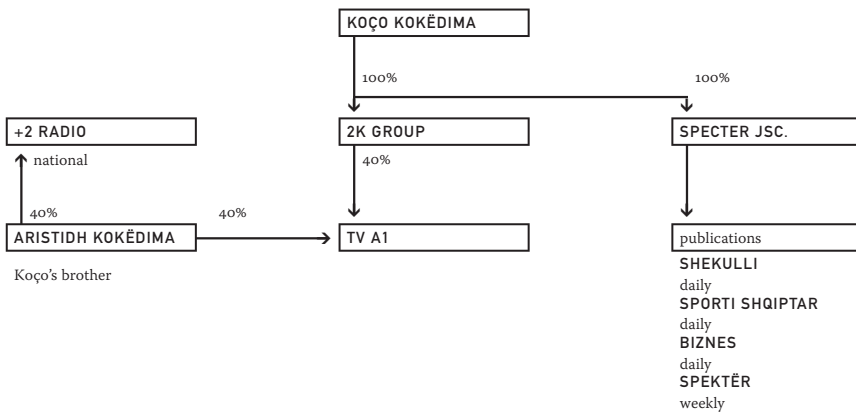 KOÇO KOKËDIMA
100%
100%
+2 RADIO
2K GROUP
SPECTER JSC.
national
40%
40%
40%
ARISTIDH KOKËDIMA
TV A1
publications
Koço's brother
SHEKULLI
daily
SPORTI SHQIPTAR
daily
BIZNES
daily
SPEKTËR
weekly